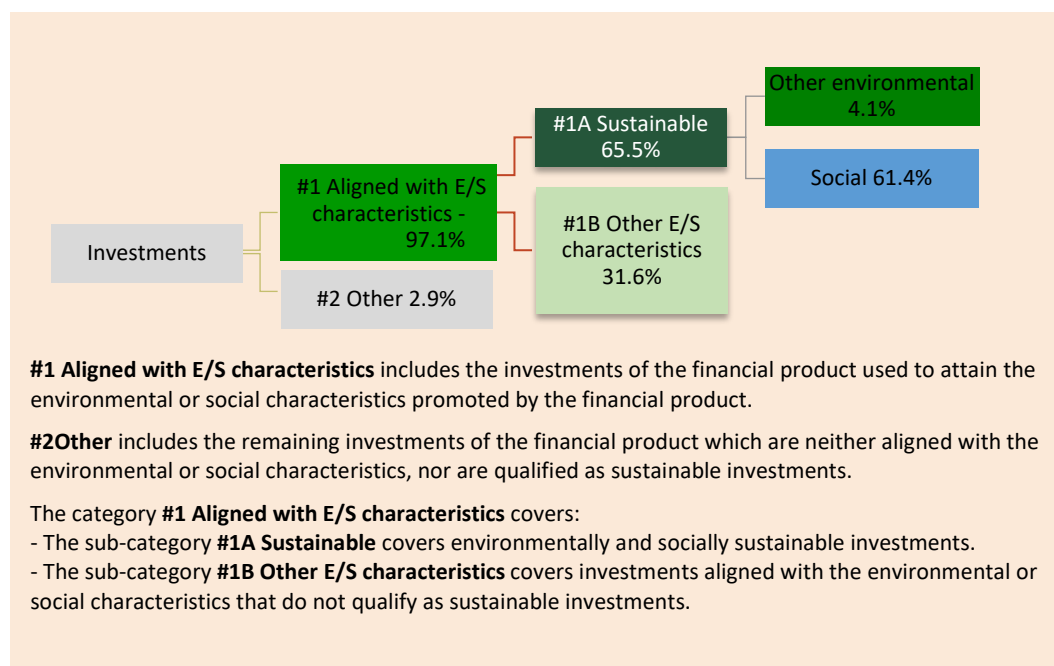 Other environmental
4.1%
#1A Sustainable
65.5%
Social 61.4%
#1 Aligned with E/S
characteristics -
97.1%
#1B Other E/S
characteristics
31.6%
Investments
#2 Other 2.9%
#1 Aligned with E/S characteristics includes the investments of the financial product used to attain the
environmental or social characteristics promoted by the financial product.
#2Other includes the remaining investments of the financial product which are neither aligned with the
environmental or social characteristics, nor are qualified as sustainable investments.
The category #1 Aligned with E/S characteristics covers:
- The sub-category #1A Sustainable covers environmentally and socially sustainable investments.
- The sub-category #1B Other E/S characteristics covers investments aligned with the environmental or
social characteristics that do not qualify as sustainable investments.